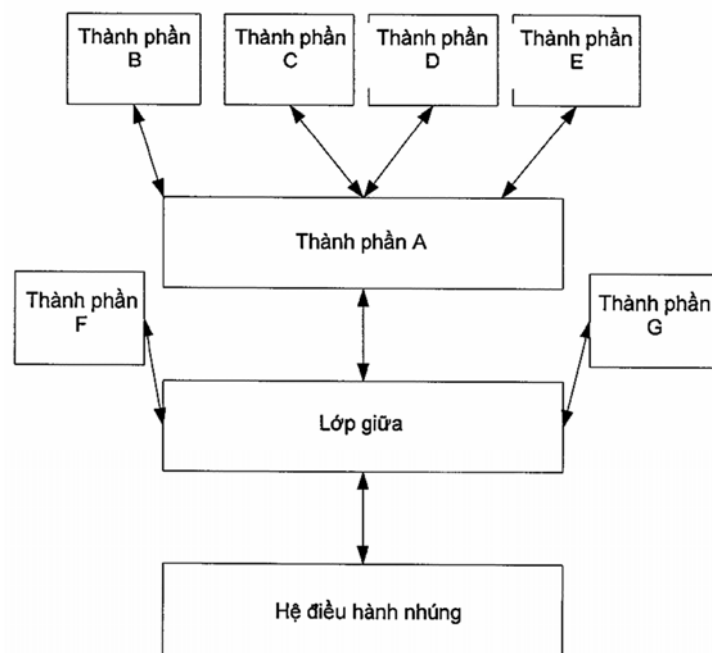 Thành phần
B
Thành phần
C
Thành phần
D
Thành phần
E
Thành phần A
Thành phần
F
Thành phần
G
Lớp giữa
Hệ điều hành nhúng